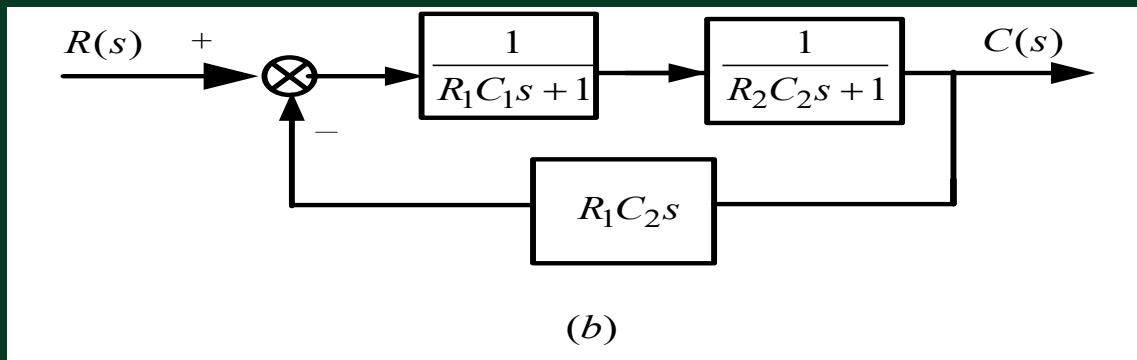 R(s) + 1/(R₁C₁s + 1) 1/(R₂C₂s + 1) C(s)
−
R₁C₂s
(b)